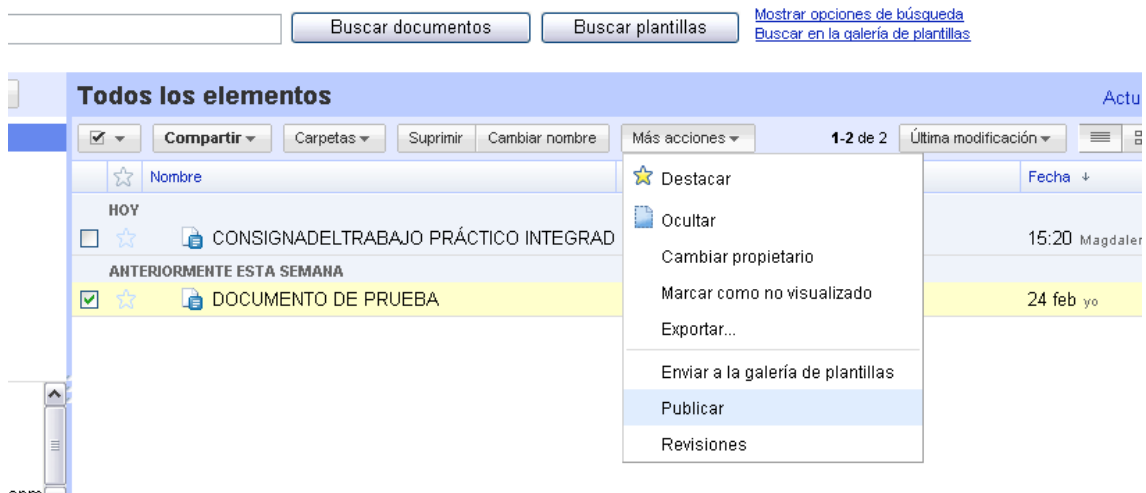 Buscar documentos Buscar plantillas Mostrar opciones de búsqueda
Buscar en la galería de plantillas
Todos los elementos
Compartir Carpetas Suprimir Cambiar nombre Más acciones 1-2 de 2 Última modificación
Nombre Fecha
HOY
CONSIGNADELTRABAJO PRÁCTICO INTEGRAD 15:20
ANTERIORMENTE ESTA SEMANA
DOCUMENTO DE PRUEBA 24 feb yo
Destacar
Ocultar
Cambiar propietario
Marcar como no visualizado
Exportar...
Enviar a la galería de plantillas
Publicar
Revisiones